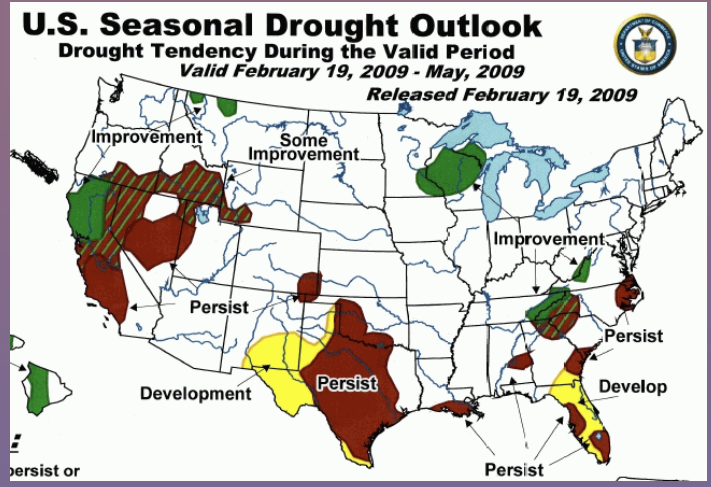 U.S. Seasonal Drought Outlook
Drought Tendency During the Valid Period
Valid February 19, 2009 - May, 2009
Released February 19, 2009
Improvement
Some
Improvement
Improvement
Persist
Persist
Development
Persist
Develop
Persist
persist or